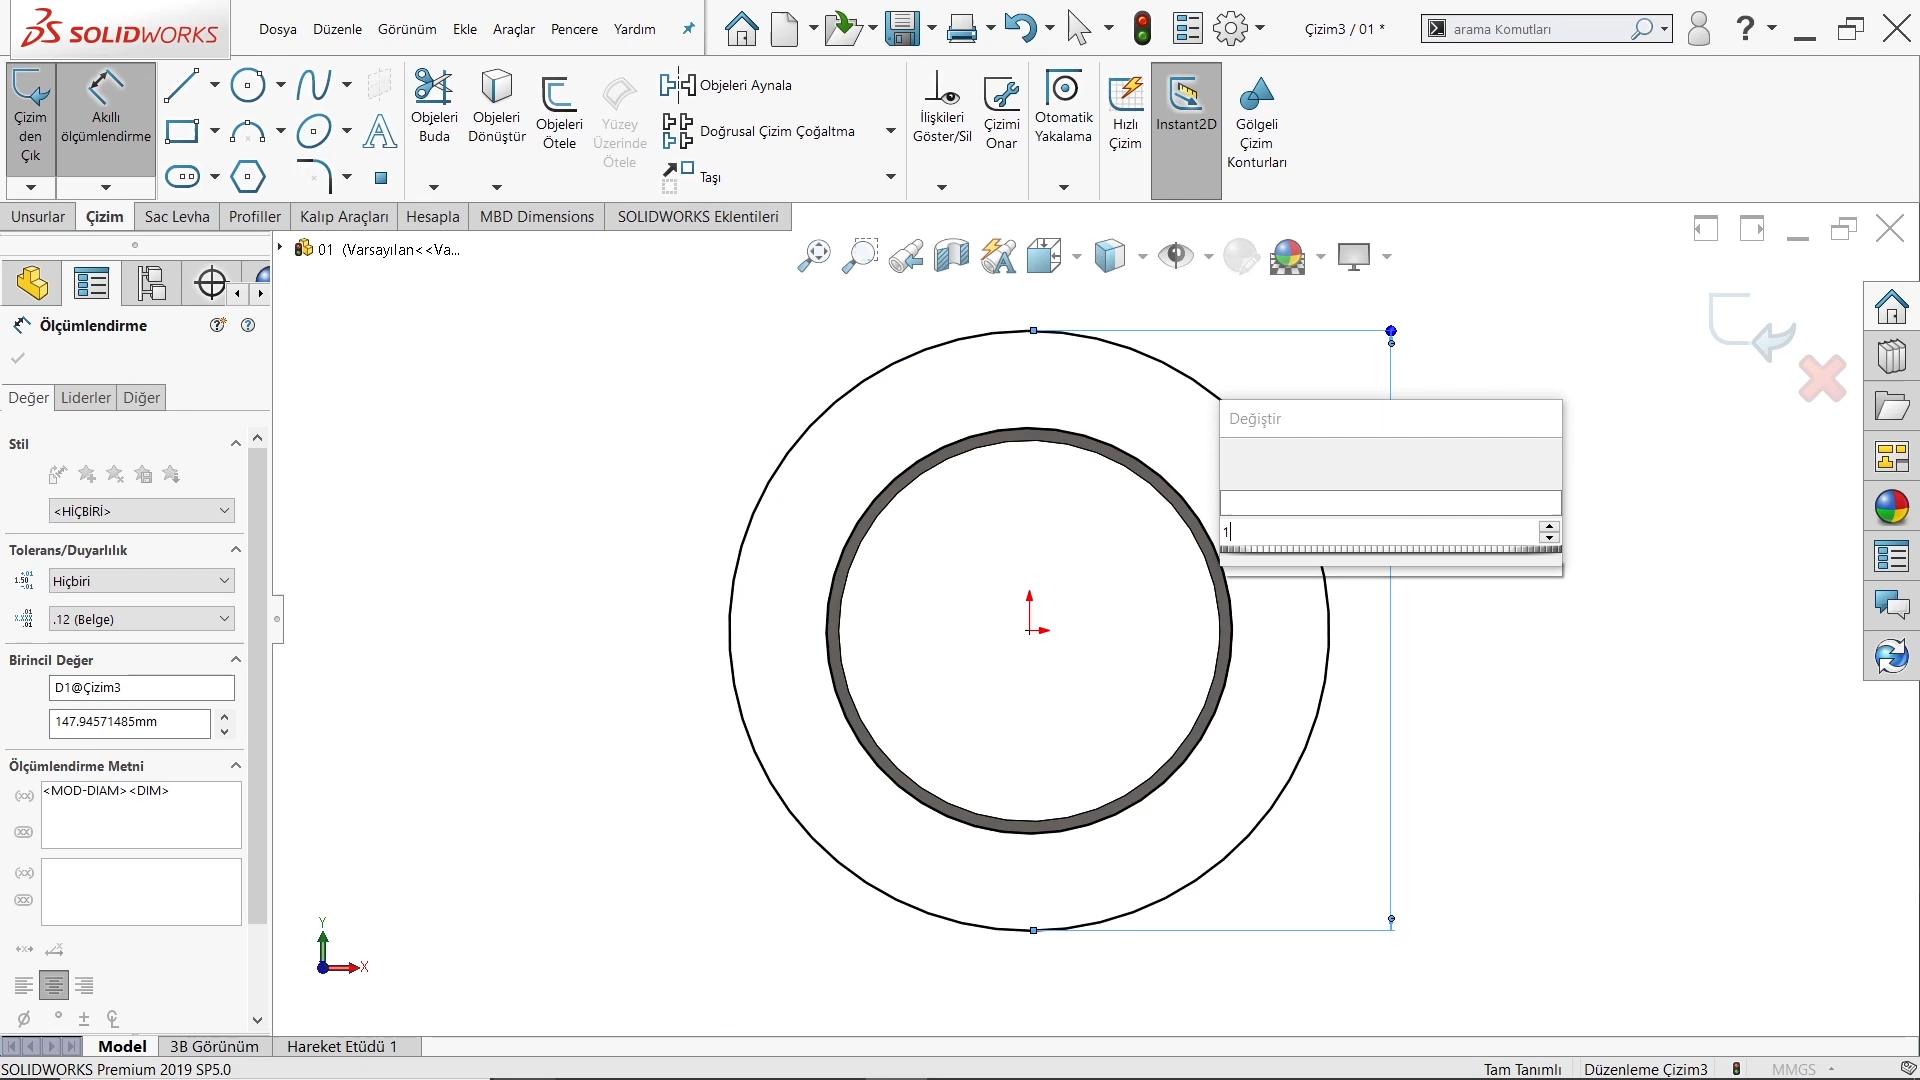 SOLIDWORKS
Dosya Düzenle Görünüm Ekle Araçlar Pencere Yardım
Çizim3 / 01 *
arama Komutları
?
Çizim den Çık
Akıllı ölçümlendirme
Objeleri Buda
Objeleri Dönüştür
Objeleri Ötele
Yüzey Üzerinde Ötele
Objeleri Aynala
Doğrusal Çizim Çoğaltma
Taşı
İlişkileri Göster/Sil
Çizimi Onar
Otomatik Yakalama
Hızlı Çizim
Instant2D
Gölgeli Çizim Konturları
Unsurlar Çizim Sac Levha Profiller Kalıp Araçları Hesapla MBD Dimensions SOLIDWORKS Eklentileri
01 (Varsayılan<<Va...
Ölçümlendirme
Değer Liderler Diğer
Stil
<HİÇBİRİ>
Tolerans/Duyarlılık
Hiçbiri
.12 (Belge)
Birincil Değer
D1@Çizim3
147.94571485mm
Ölçümlendirme Metni
<MOD-DIAM><DIM>
Değiştir
1
Y
X
Model 3B Görünüm Hareket Etüdü 1
SOLIDWORKS Premium 2019 SP5.0
Tam Tanımlı Düzenleme Çizim3 MMGS